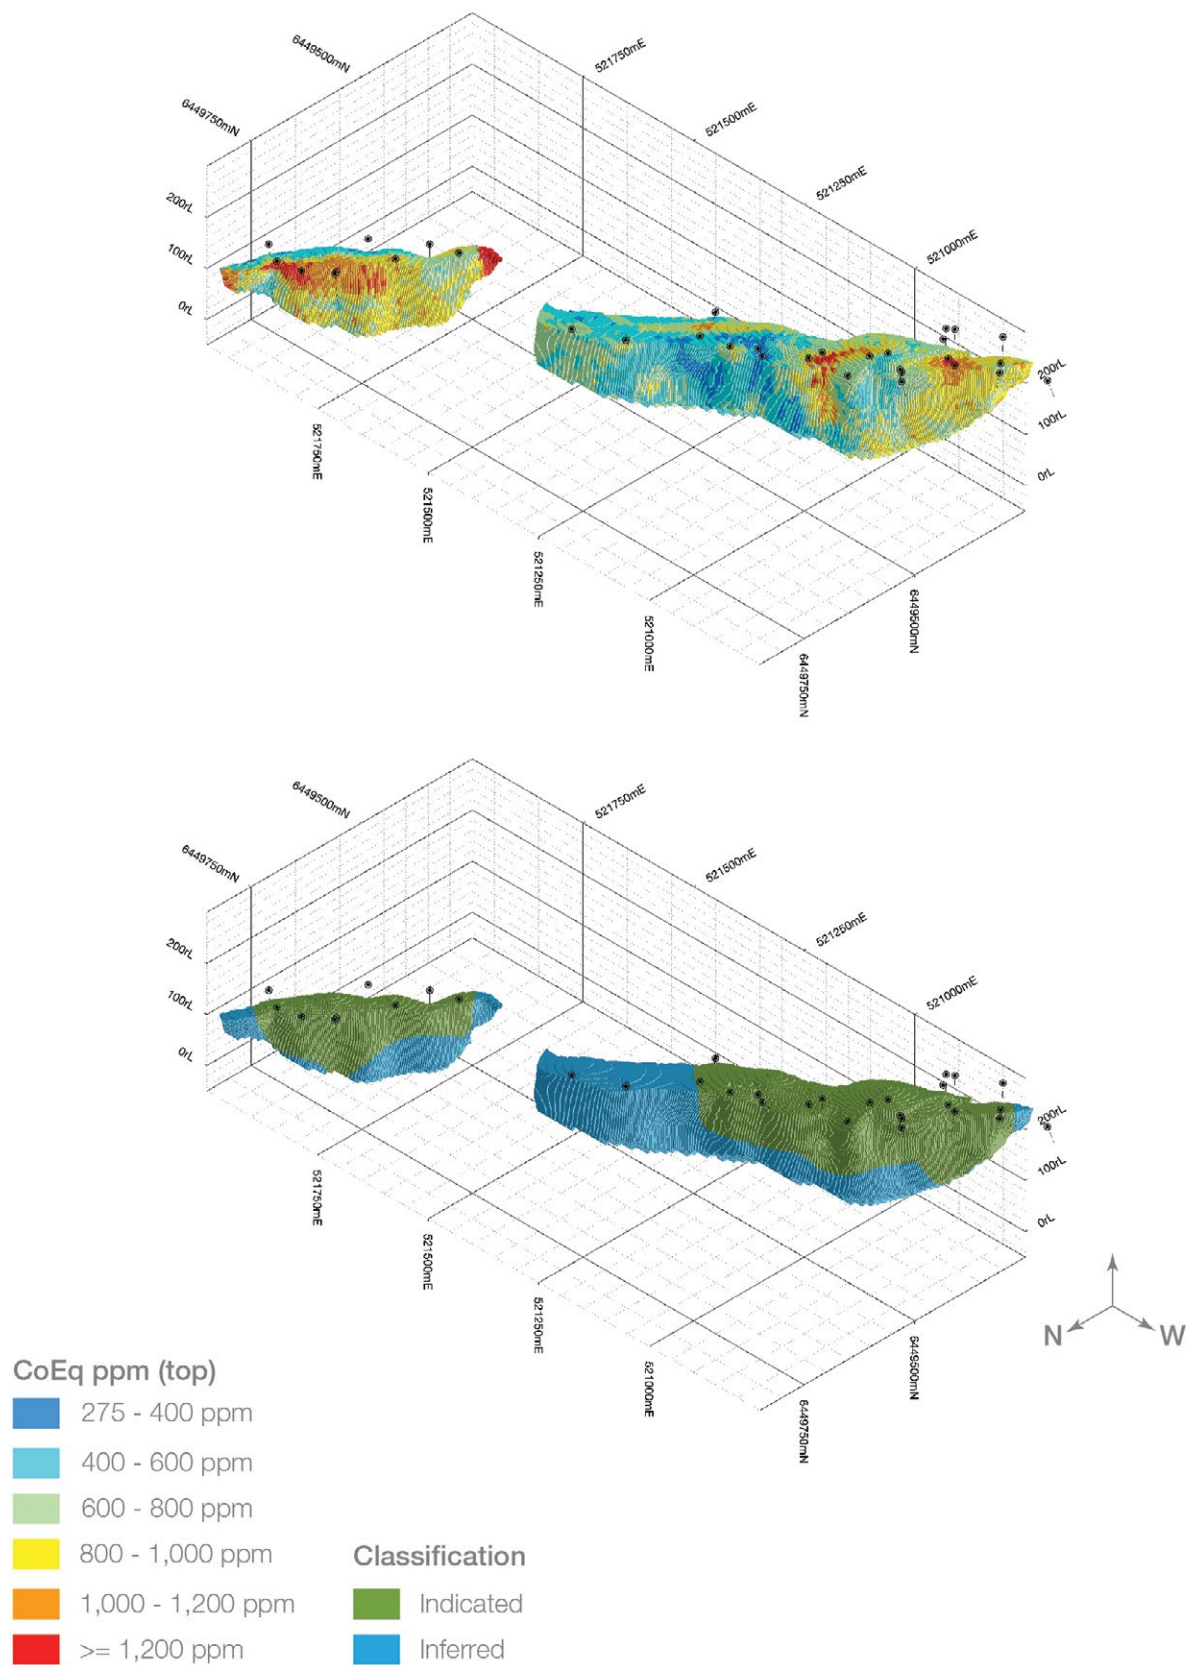 6449500mN
521750mE
6449750mN
521500mE
521250mE
200rL
521000mE
100rL
0rL
200rL
100rL
0rL
521750mE
521500mE
521250mE
521000mE
6449500mN
6449750mN
6449500mN
521750mE
6449750mN
521500mE
521250mE
200rL
521000mE
100rL
0rL
200rL
100rL
0rL
521750mE
521500mE
521250mE
521000mE
6449500mN
6449750mN
N
W
CoEq ppm (top)
275 - 400 ppm
400 - 600 ppm
600 - 800 ppm
800 - 1,000 ppm
1,000 - 1,200 ppm
>= 1,200 ppm
Classification
Indicated
Inferred